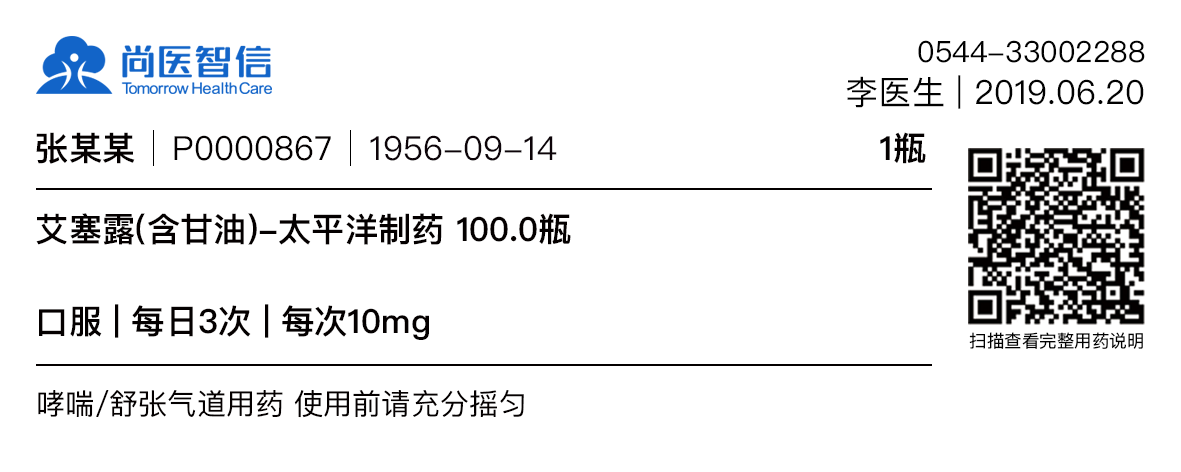 尚医智信
Tomorrow Health Care
0544-33002288
李医生 | 2019.06.20
张某某 | P0000867 | 1956-09-14 1瓶
艾塞露(含甘油)-太平洋制药 100.0瓶
口服 | 每日3次 | 每次10mg
扫描查看完整用药说明
哮喘/舒张气道用药 使用前请充分摇匀